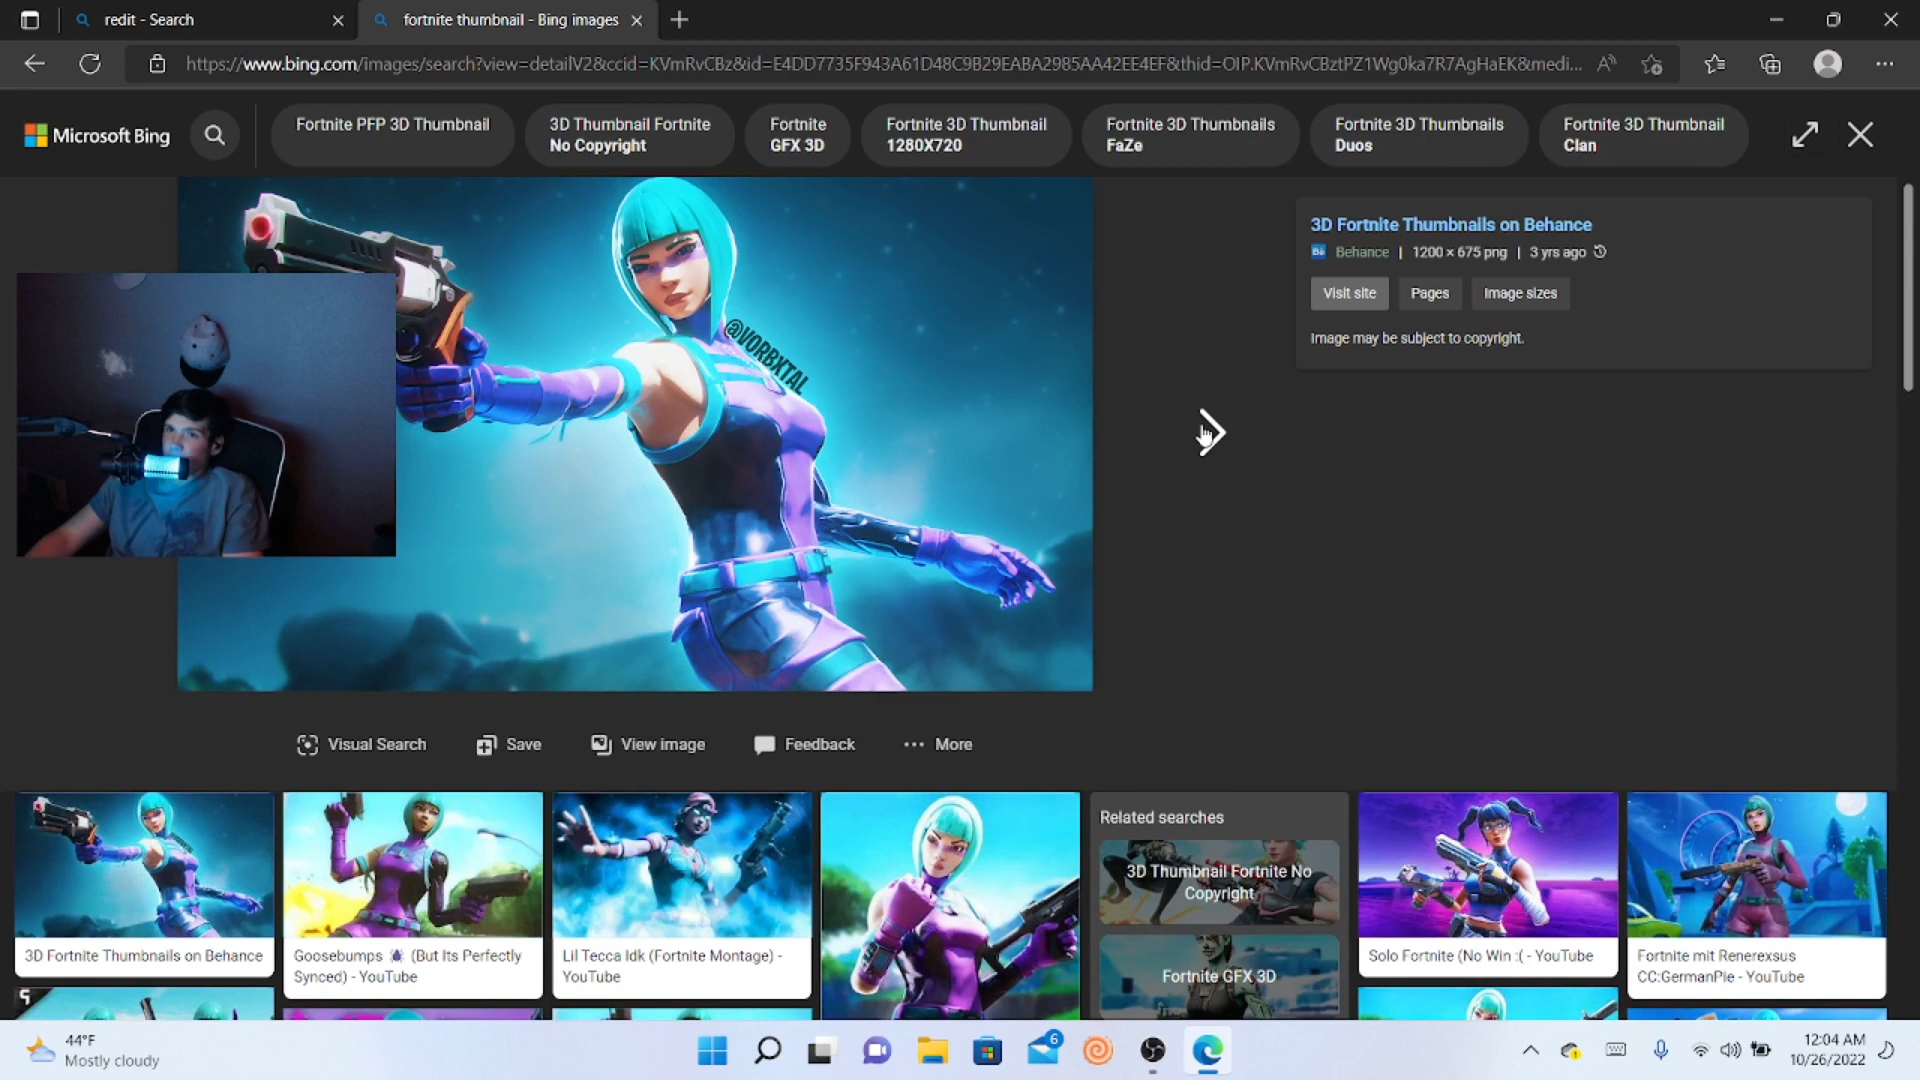 redit - Search
fortnite thumbnail - Bing images
https://www.bing.com/images/search?view=detailV2&ccid=KVmRvCBz&id=E4DD7735F943A61D48C9B29EABA2985AA42EE4EF&thid=OIP.KVmRvCBztPZ1Wg0ka7R7AgHaEK&medi...
Microsoft Bing
Fortnite PFP 3D Thumbnail
3D Thumbnail Fortnite
No Copyright
Fortnite
GFX 3D
Fortnite 3D Thumbnail
1280X720
Fortnite 3D Thumbnails
FaZe
Fortnite 3D Thumbnails
Duos
Fortnite 3D Thumbnail
Clan
@VORBXTAL
3D Fortnite Thumbnails on Behance
Bē Behance | 1200 × 675 png | 3 yrs ago
Visit site
Pages
Image sizes
Image may be subject to copyright.
Visual Search
Save
View image
Feedback
More
3D Fortnite Thumbnails on Behance
Goosebumps 🕷 (But Its Perfectly
Synced) - YouTube
Lil Tecca Idk (Fortnite Montage) -
YouTube
Related searches
3D Thumbnail Fortnite No
Copyright
Fortnite GFX 3D
Solo Fortnite (No Win :( - YouTube
Fortnite mit Renerexsus
CC:GermanPie - YouTube
44°F
Mostly cloudy
6
12:04 AM
10/26/2022